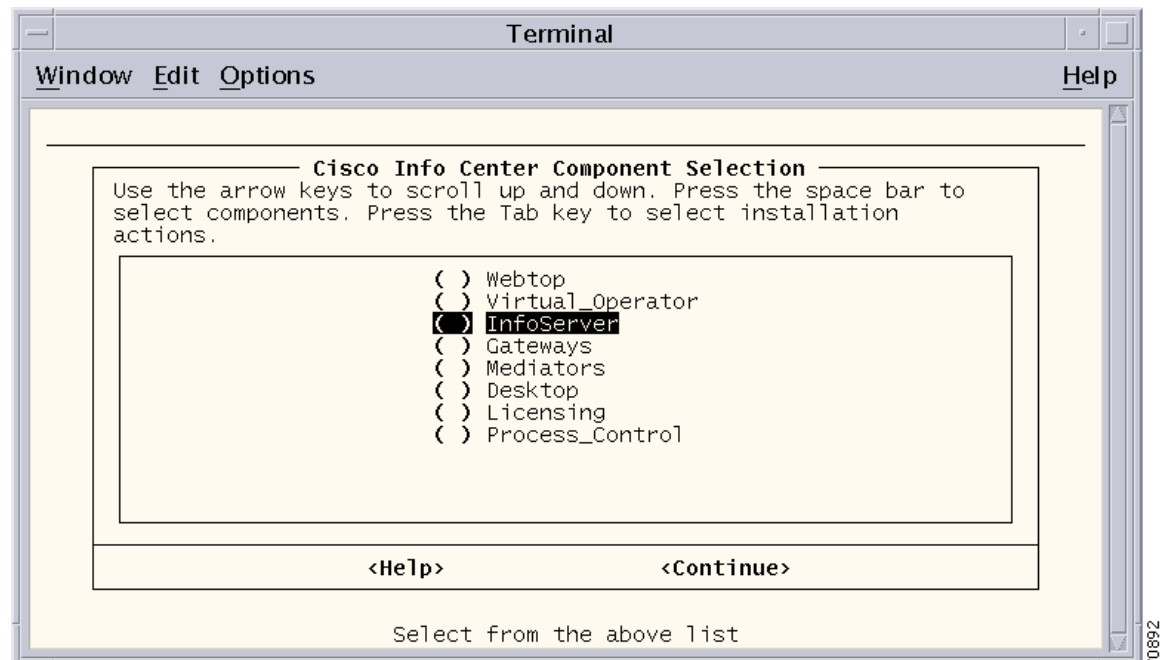 Terminal
Window Edit Options Help
Cisco Info Center Component Selection
Use the arrow keys to scroll up and down. Press the space bar to
select components. Press the Tab key to select installation
actions.
( ) Webtop
( ) Virtual_Operator
( ) InfoServer
( ) Gateways
( ) Mediators
( ) Desktop
( ) Licensing
( ) Process_Control
<Help> <Continue>
Select from the above list